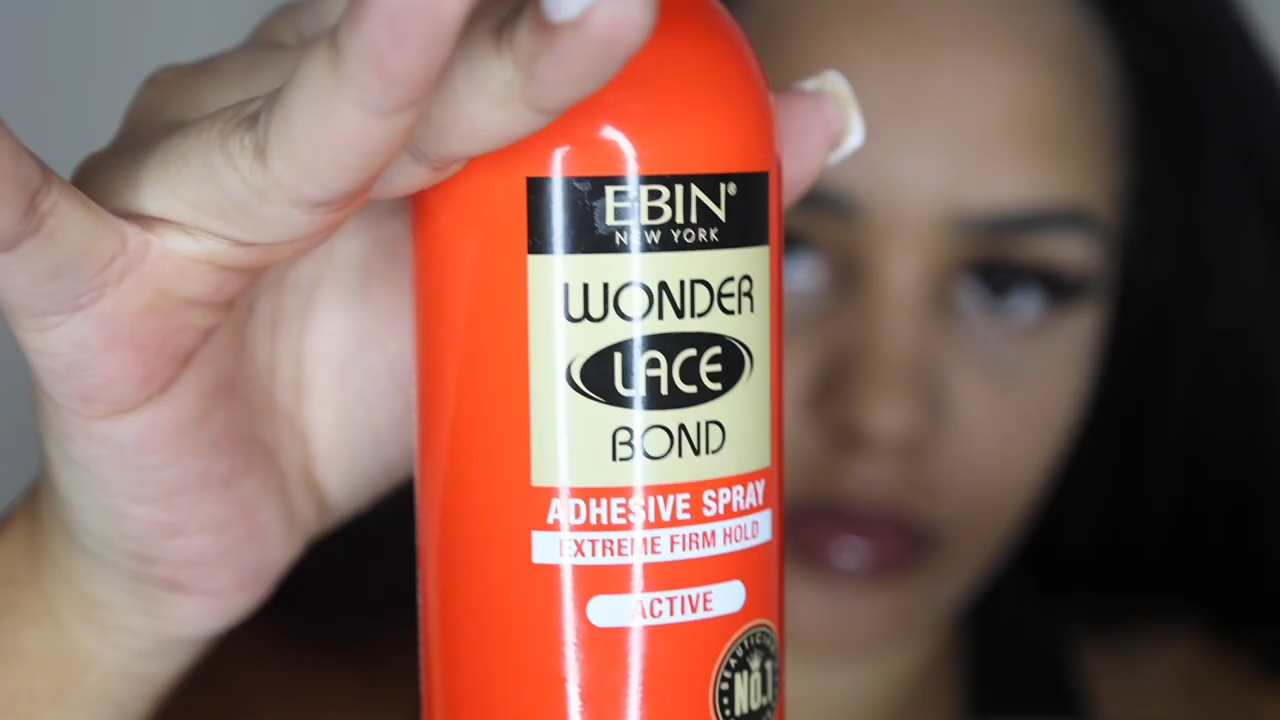 EBIN®
NEW YORK
WONDER
LACE
BOND
ADHESIVE SPRAY
EXTREME FIRM HOLD
ACTIVE
NO.1